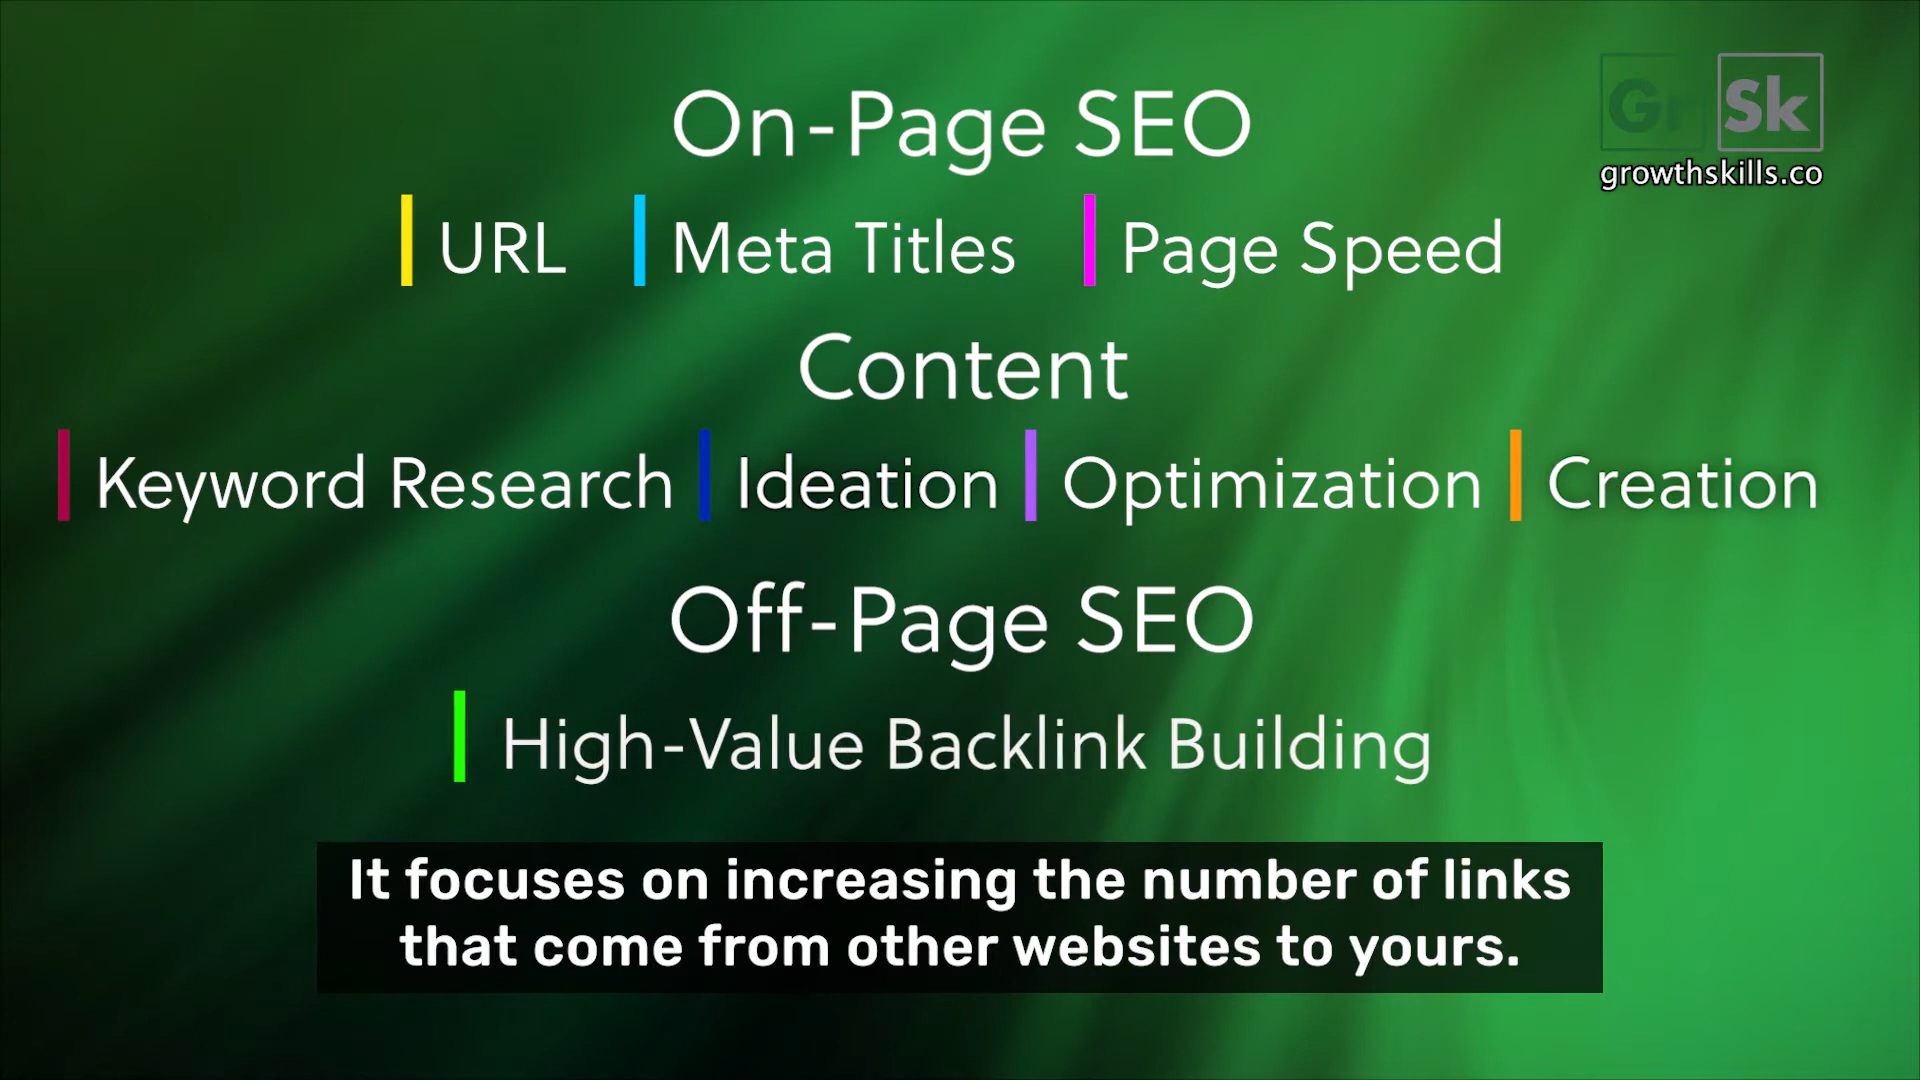 On-Page SEO
Gr Sk
growthskills.co
URL Meta Titles Page Speed
Content
Keyword Research Ideation Optimization Creation
Off-Page SEO
High-Value Backlink Building
It focuses on increasing the number of links
that come from other websites to yours.